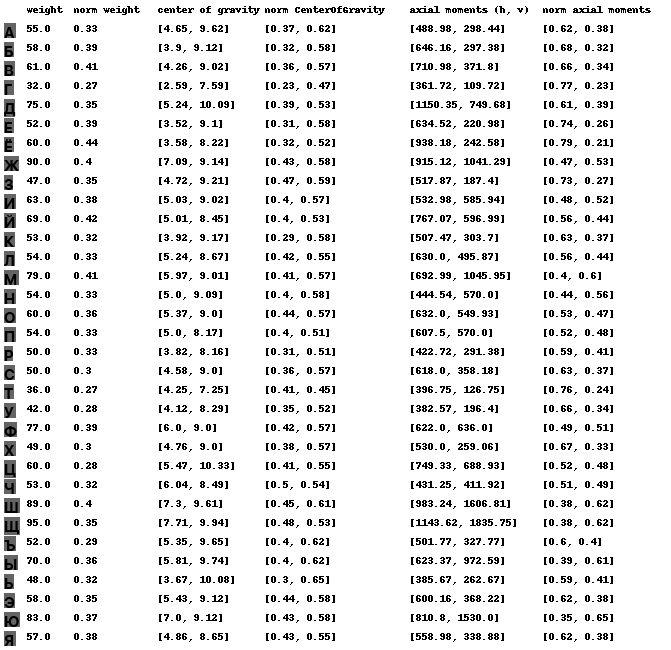 weight norm weight center of gravity norm CenterOfGravity axial moments (h, v) norm axial moments
А 55.0 0.33 [4.65, 9.62] [0.37, 0.62] [488.98, 298.44] [0.62, 0.38]
Б 58.0 0.39 [3.9, 9.12] [0.32, 0.58] [646.16, 297.38] [0.68, 0.32]
В 61.0 0.41 [4.26, 9.02] [0.36, 0.57] [710.98, 371.8] [0.66, 0.34]
Г 32.0 0.27 [2.59, 7.59] [0.23, 0.47] [361.72, 109.72] [0.77, 0.23]
Д 75.0 0.35 [5.24, 10.09] [0.39, 0.53] [1150.35, 749.68] [0.61, 0.39]
Е 52.0 0.39 [3.52, 9.1] [0.31, 0.58] [634.52, 220.98] [0.74, 0.26]
Ё 60.0 0.44 [3.58, 8.22] [0.32, 0.52] [938.18, 242.58] [0.79, 0.21]
Ж 90.0 0.4 [7.09, 9.14] [0.43, 0.58] [915.12, 1041.29] [0.47, 0.53]
З 47.0 0.35 [4.72, 9.21] [0.47, 0.59] [517.87, 187.4] [0.73, 0.27]
И 63.0 0.38 [5.03, 9.02] [0.4, 0.57] [532.98, 585.94] [0.48, 0.52]
Й 69.0 0.42 [5.01, 8.45] [0.4, 0.53] [767.07, 596.99] [0.56, 0.44]
К 53.0 0.32 [3.92, 9.17] [0.29, 0.58] [507.47, 303.7] [0.63, 0.37]
Л 54.0 0.33 [5.24, 8.67] [0.42, 0.55] [630.0, 495.87] [0.56, 0.44]
М 79.0 0.41 [5.97, 9.01] [0.41, 0.57] [692.99, 1045.95] [0.4, 0.6]
Н 54.0 0.33 [5.0, 9.09] [0.4, 0.58] [444.54, 570.0] [0.44, 0.56]
О 60.0 0.36 [5.37, 9.0] [0.44, 0.57] [632.0, 549.93] [0.53, 0.47]
П 54.0 0.33 [5.0, 8.17] [0.4, 0.51] [607.5, 570.0] [0.52, 0.48]
Р 50.0 0.33 [3.82, 8.16] [0.31, 0.51] [422.72, 291.38] [0.59, 0.41]
С 50.0 0.3 [4.58, 9.0] [0.36, 0.57] [618.0, 358.18] [0.63, 0.37]
Т 36.0 0.27 [4.25, 7.25] [0.41, 0.45] [396.75, 126.75] [0.76, 0.24]
У 42.0 0.28 [4.12, 8.29] [0.35, 0.52] [382.57, 196.4] [0.66, 0.34]
Ф 77.0 0.39 [6.0, 9.0] [0.42, 0.57] [622.0, 636.0] [0.49, 0.51]
Х 49.0 0.3 [4.76, 9.0] [0.38, 0.57] [530.0, 259.06] [0.67, 0.33]
Ц 60.0 0.28 [5.47, 10.33] [0.41, 0.55] [749.33, 688.93] [0.52, 0.48]
Ч 53.0 0.32 [6.04, 8.49] [0.5, 0.54] [431.25, 411.92] [0.51, 0.49]
Ш 89.0 0.4 [7.3, 9.61] [0.45, 0.61] [983.24, 1606.81] [0.38, 0.62]
Щ 95.0 0.35 [7.71, 9.94] [0.48, 0.53] [1143.62, 1835.75] [0.38, 0.62]
Ъ 52.0 0.29 [5.35, 9.65] [0.4, 0.62] [501.77, 327.77] [0.6, 0.4]
Ы 70.0 0.36 [5.81, 9.74] [0.4, 0.62] [623.37, 972.59] [0.39, 0.61]
Ь 48.0 0.32 [3.67, 10.08] [0.3, 0.65] [385.67, 262.67] [0.59, 0.41]
Э 58.0 0.35 [5.43, 9.12] [0.44, 0.58] [600.16, 368.22] [0.62, 0.38]
Ю 83.0 0.37 [7.0, 9.12] [0.43, 0.58] [810.8, 1530.0] [0.35, 0.65]
Я 57.0 0.38 [4.86, 8.65] [0.43, 0.55] [558.98, 338.88] [0.62, 0.38]